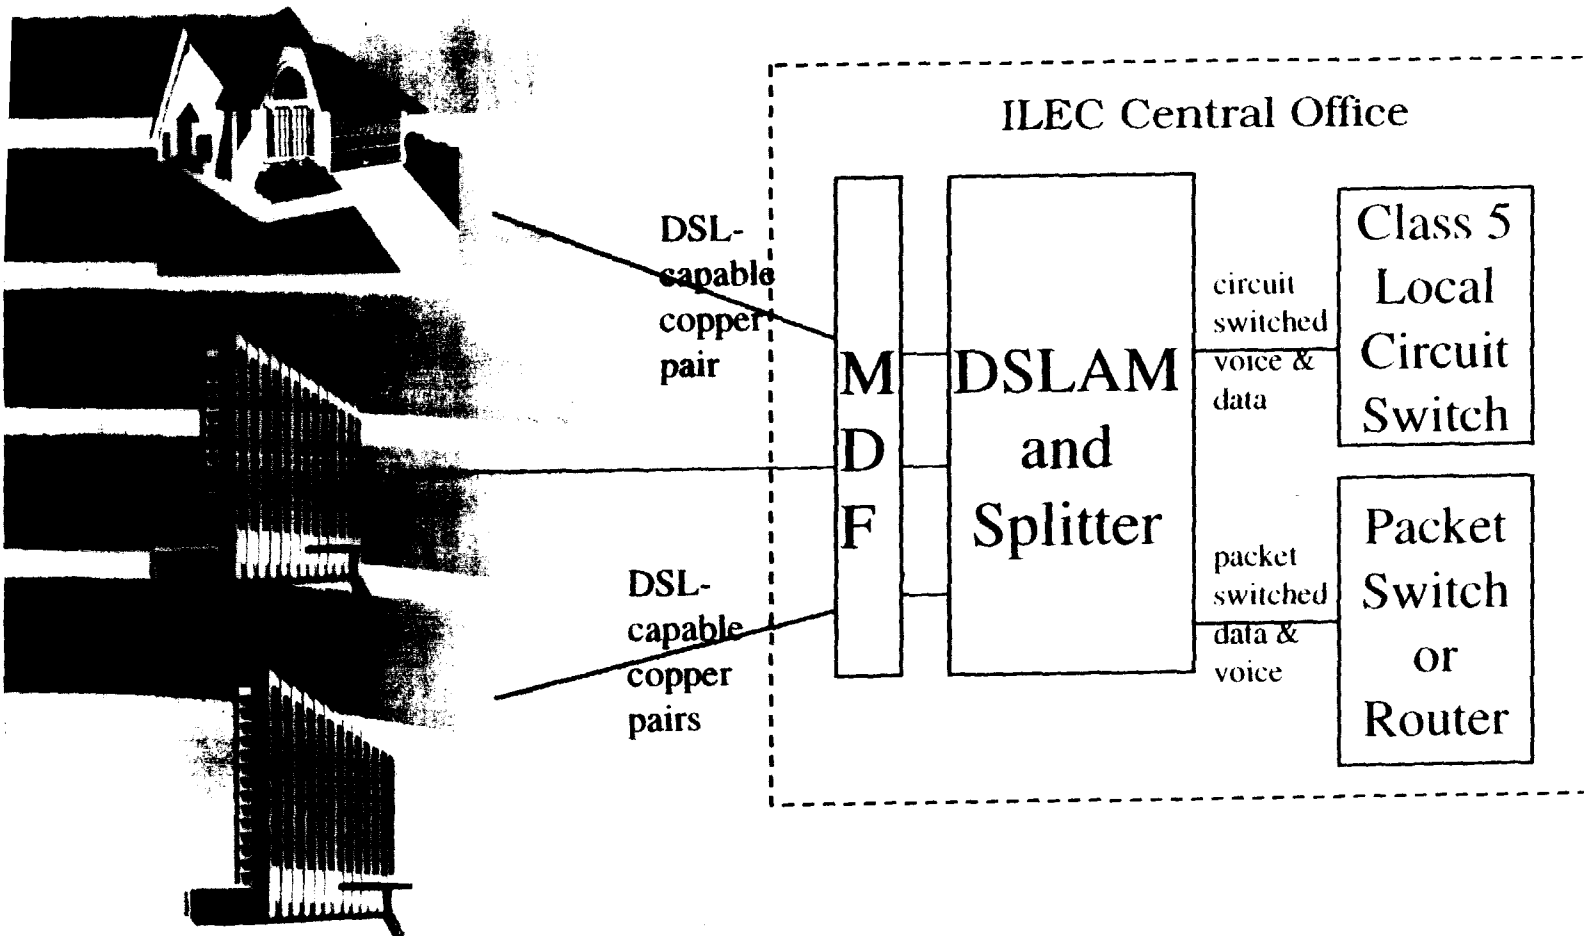 ILEC Central Office
DSL-
capable
copper
pair
DSL-
capable
copper
pairs
M
D
F
DSLAM
and
Splitter
circuit
switched
voice &
data
packet
switched
data &
voice
Class 5
Local
Circuit
Switch
Packet
Switch
or
Router